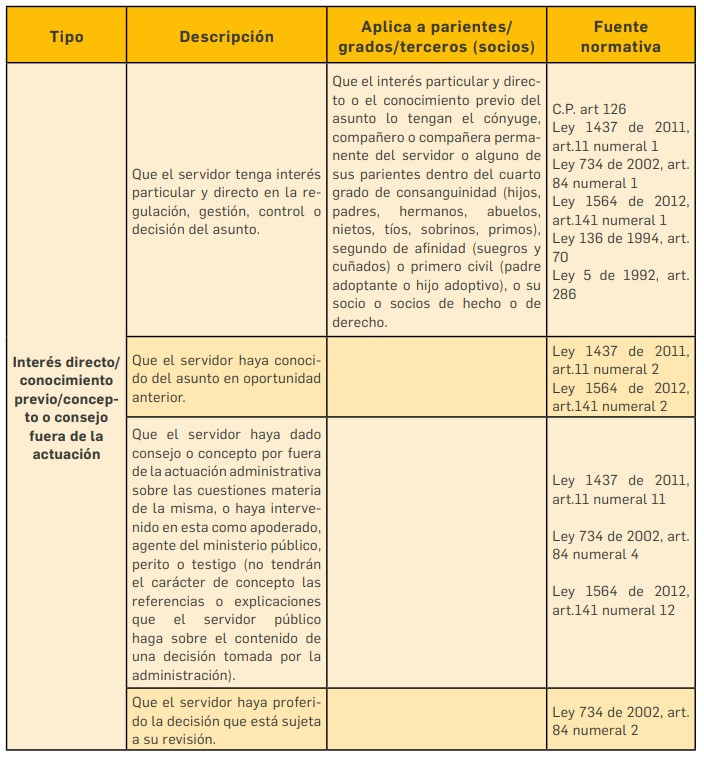 Tipo
Descripción
Aplica a parientes/
grados/terceros (socios)
Fuente
normativa
Interés directo/
conocimiento
previo/concep-
to o consejo
fuera de la
actuación
Que el servidor tenga interés
particular y directo en la re-
gulación, gestión, control o
decisión del asunto.
Que el interés particular y direc-
to o el conocimiento previo del
asunto lo tengan el cónyuge,
compañero o compañera perma-
nente del servidor o alguno de
sus parientes dentro del cuarto
grado de consanguinidad (hijos,
padres, hermanos, abuelos,
nietos, tíos, sobrinos, primos),
segundo de afinidad (suegros y
cuñados) o primero civil (padre
adoptante o hijo adoptivo), o su
socio o socios de hecho o de
derecho.
C.P. art 126
Ley 1437 de 2011,
art.11 numeral 1
Ley 734 de 2002, art.
84 numeral 1
Ley 1564 de 2012,
art.141 numeral 1
Ley 136 de 1994, art.
70
Ley 5 de 1992, art.
286
Que el servidor haya conoci-
do del asunto en oportunidad
anterior.
Ley 1437 de 2011,
art.11 numeral 2
Ley 1564 de 2012,
art.141 numeral 2
Que el servidor haya dado
consejo o concepto por fuera
de la actuación administrativa
sobre las cuestiones materia
de la misma, o haya interve-
nido en esta como apoderado,
agente del ministerio público,
perito o testigo (no tendrán
el carácter de concepto las
referencias o explicaciones
que el servidor público
haga sobre el contenido de
una decisión tomada por la
administración).
Ley 1437 de 2011,
art.11 numeral 11
Ley 734 de 2002, art.
84 numeral 4
Ley 1564 de 2012,
art.141 numeral 12
Que el servidor haya proferi-
do la decisión que está sujeta
a su revisión.
Ley 734 de 2002, art.
84 numeral 2